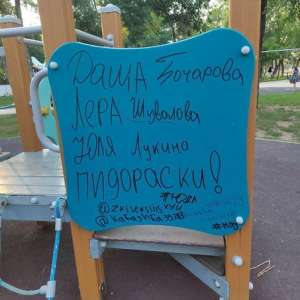 Даша Бочарова
Лера Шувалова
Юля Лукина
ПИДОРАСКИ!